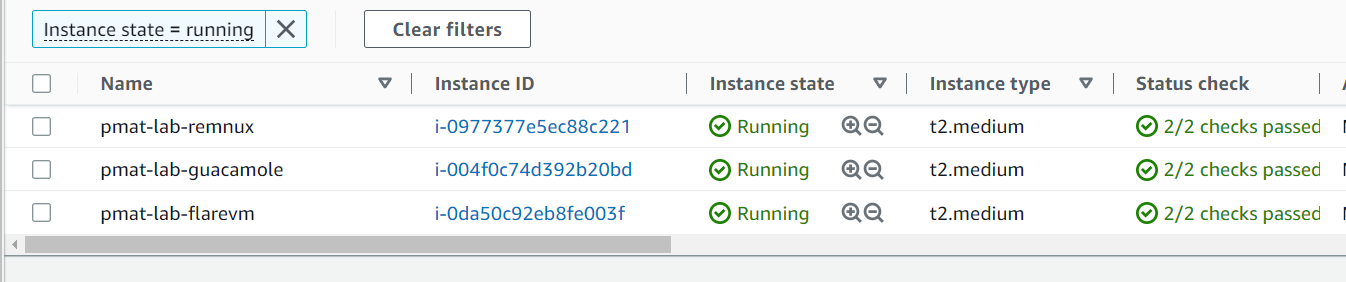 Instance state = running Clear filters
Name Instance ID Instance state Instance type Status check
pmat-lab-remnux i-0977377e5ec88c221 Running t2.medium 2/2 checks passed
pmat-lab-guacamole i-004f0c74d392b20bd Running t2.medium 2/2 checks passed
pmat-lab-flarevm i-0da50c92eb8fe003f Running t2.medium 2/2 checks passed